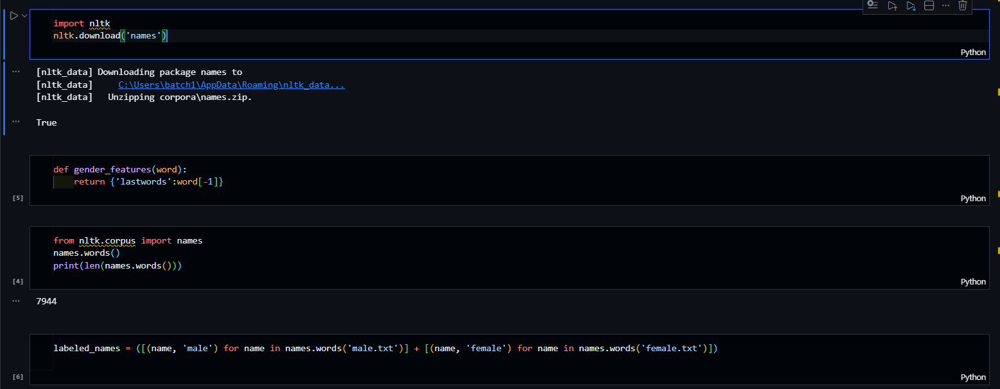 import nltk
nltk.download('names')
Python
[nltk_data] Downloading package names to
[nltk_data]     C:\Users\batch1\AppData\Roaming\nltk_data...
[nltk_data]   Unzipping corpora\names.zip.
True
def gender_features(word):
    return {'lastwords':word[-1]}
[5]
Python
from nltk.corpus import names
names.words()
print(len(names.words()))
[4]
Python
7944
labeled_names = ([(name, 'male') for name in names.words('male.txt')] + [(name, 'female') for name in names.words('female.txt')])
[6]
Python